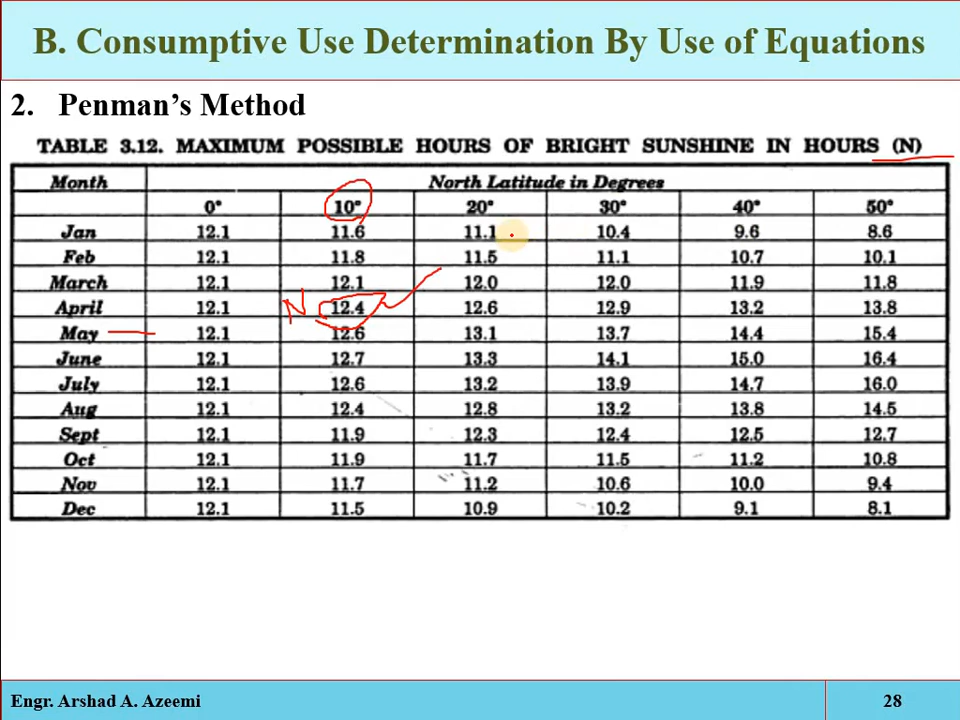 B. Consumptive Use Determination By Use of Equations
2. Penman's Method
TABLE 3.12. MAXIMUM POSSIBLE HOURS OF BRIGHT SUNSHINE IN HOURS (N)
Month North Latitude in Degrees
0° 10° 20° 30° 40° 50°
Jan 12.1 11.6 11.1 10.4 9.6 8.6
Feb 12.1 11.8 11.5 11.1 10.7 10.1
March 12.1 12.1 12.0 12.0 11.9 11.8
April 12.1 N 12.4 12.6 12.9 13.2 13.8
May 12.1 12.6 13.1 13.7 14.4 15.4
June 12.1 12.7 13.3 14.1 15.0 16.4
July 12.1 12.6 13.2 13.9 14.7 16.0
Aug 12.1 12.4 12.8 13.2 13.8 14.5
Sept 12.1 11.9 12.3 12.4 12.5 12.7
Oct 12.1 11.9 11.7 11.5 11.2 10.8
Nov 12.1 11.7 11.2 10.6 10.0 9.4
Dec 12.1 11.5 10.9 10.2 9.1 8.1
Engr. Arshad A. Azeemi 28